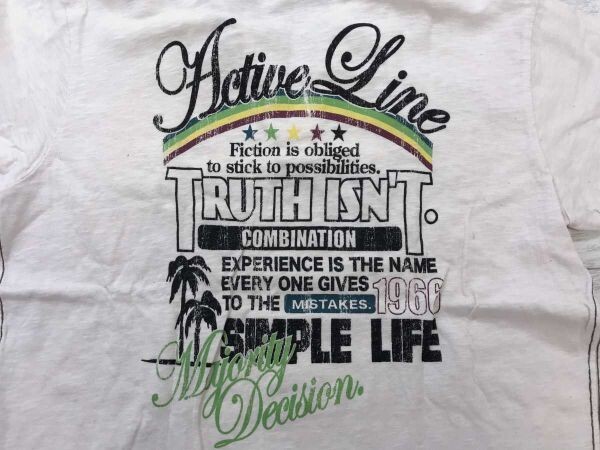 Active Line
Fiction is obliged
to stick to possibilities.
TRUTH ISN'T.
COMBINATION
EXPERIENCE IS THE NAME
EVERY ONE GIVES
TO THE MISTAKES. 1966
SIMPLE LIFE
Majority
Decision.